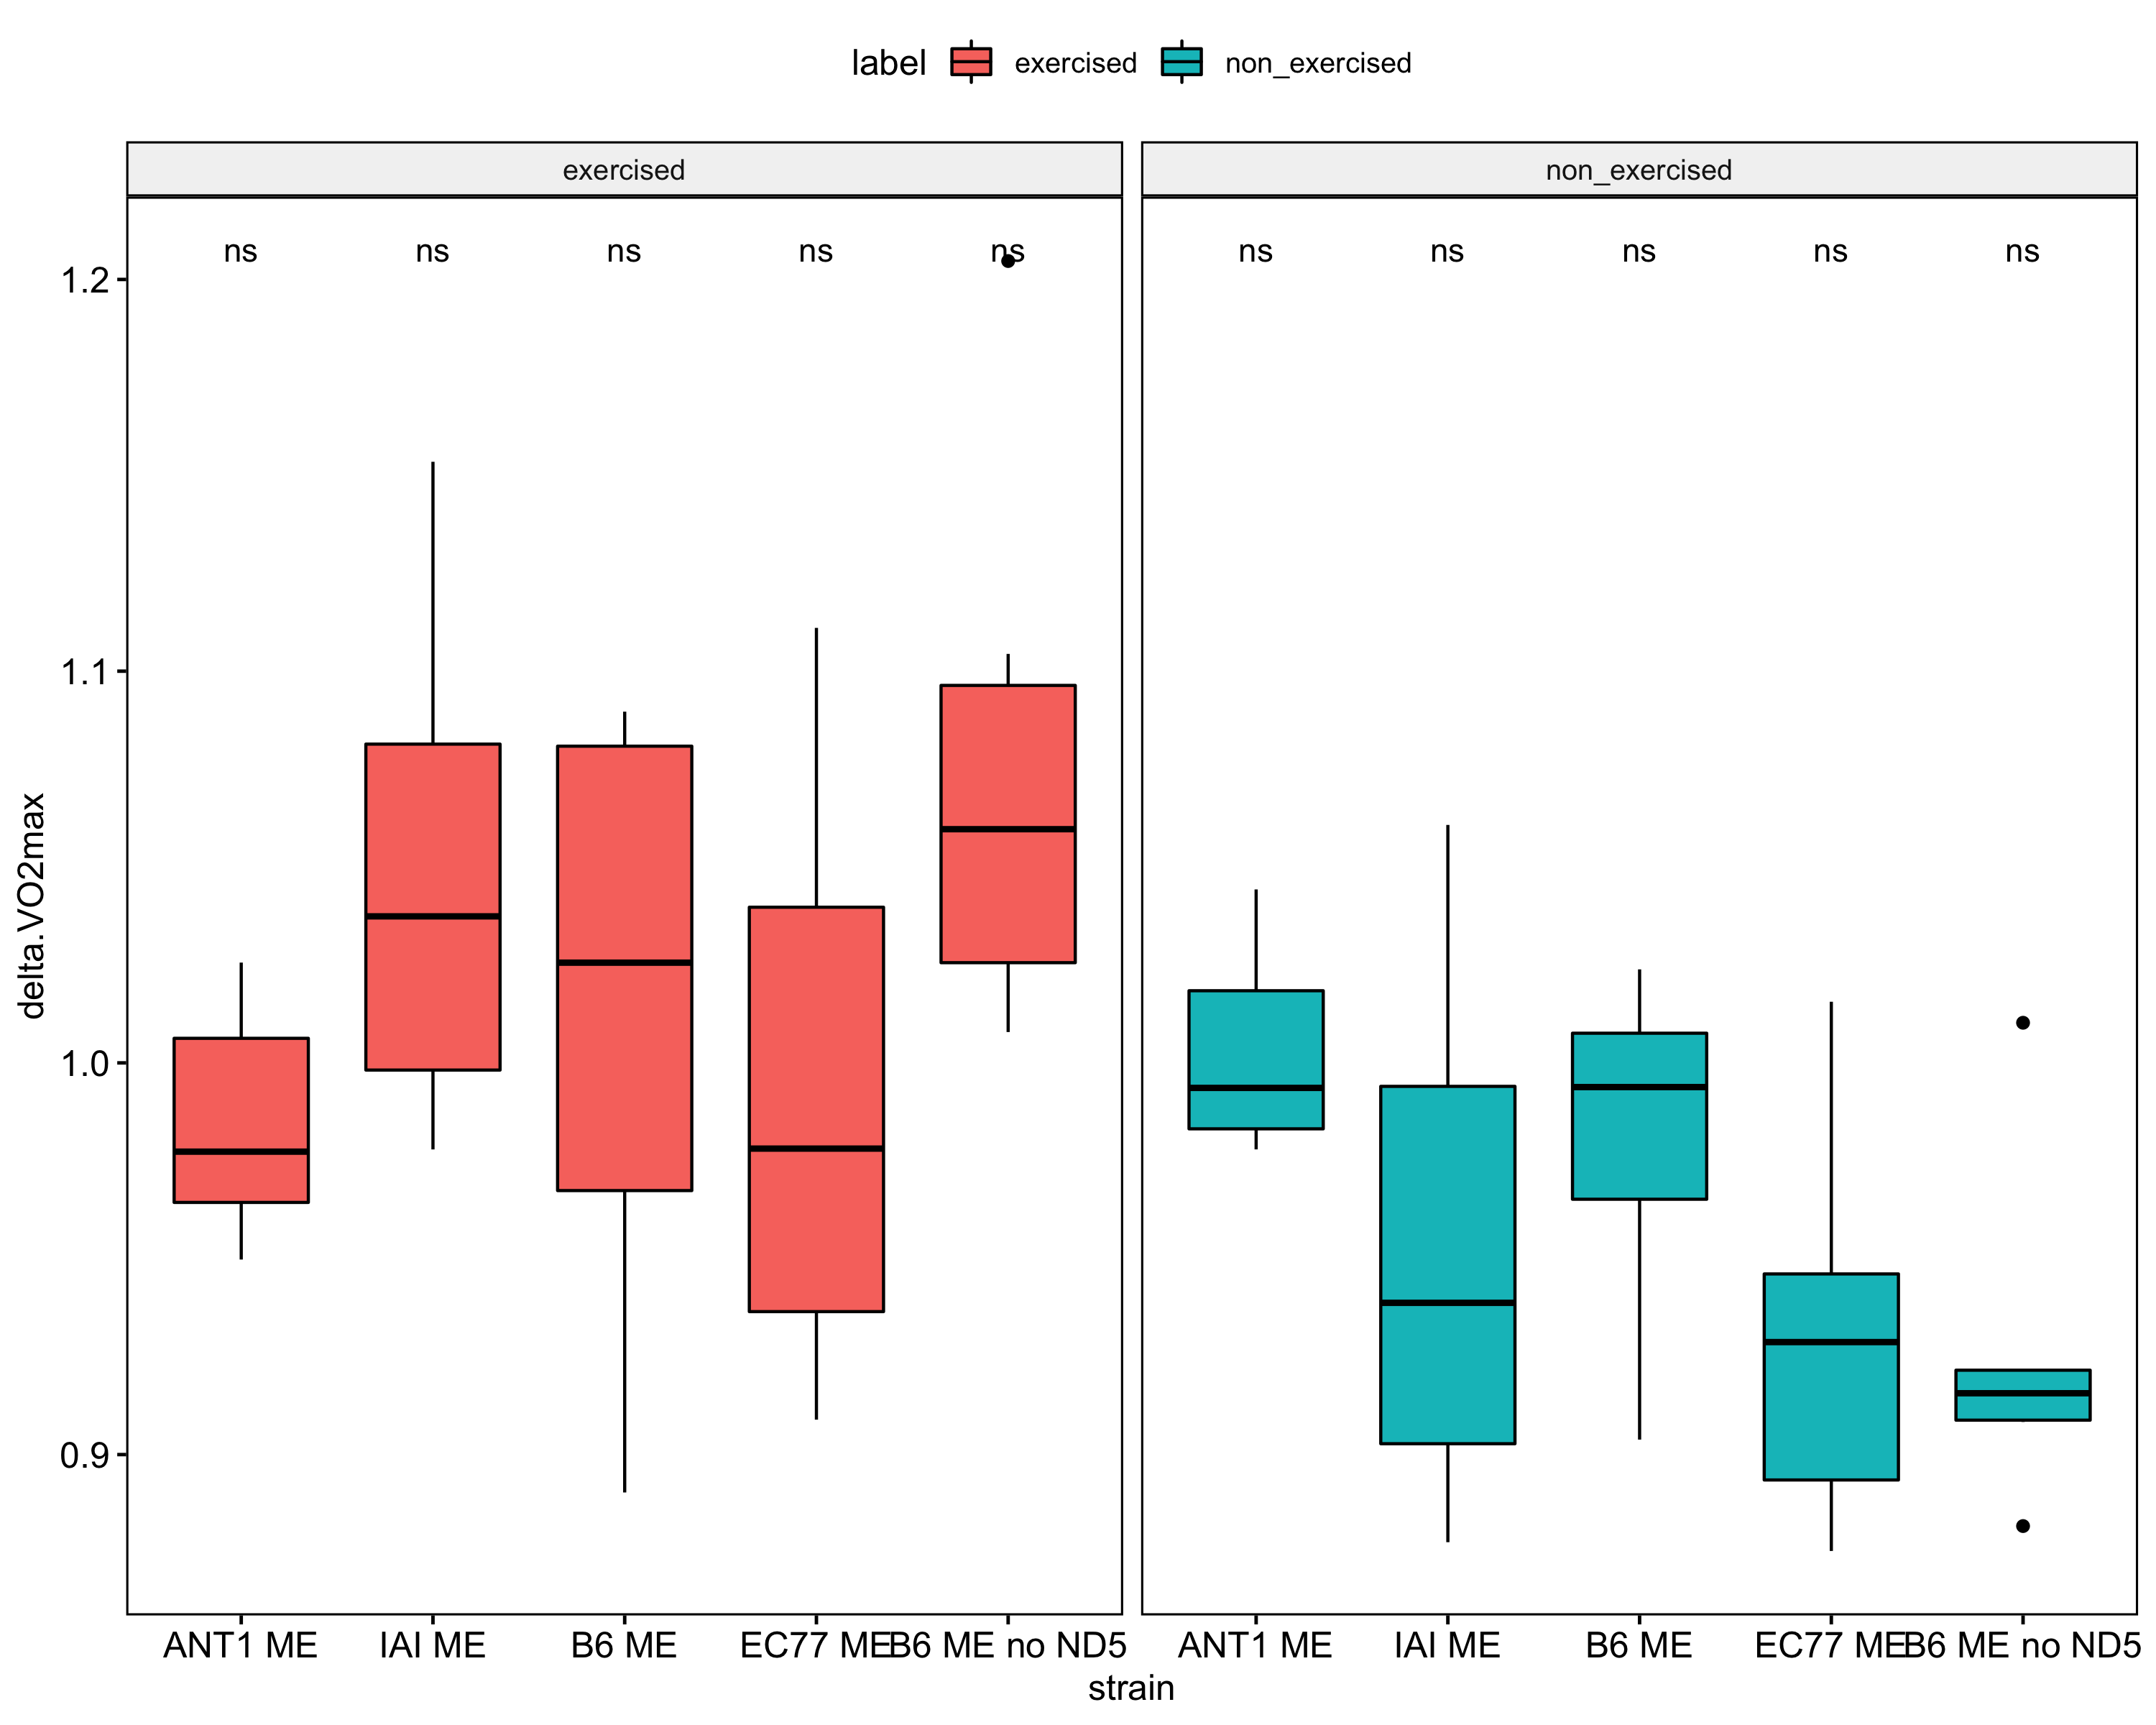 label exercised non_exercised
exercised non_exercised
ns ns ns ns ns ns ns ns ns ns
1.2
1.1
1.0
0.9
delta.VO2max
ANT1 ME IAI ME B6 ME EC77 ME B6 ME no ND5 ANT1 ME IAI ME B6 ME EC77 ME B6 ME no ND5
strain